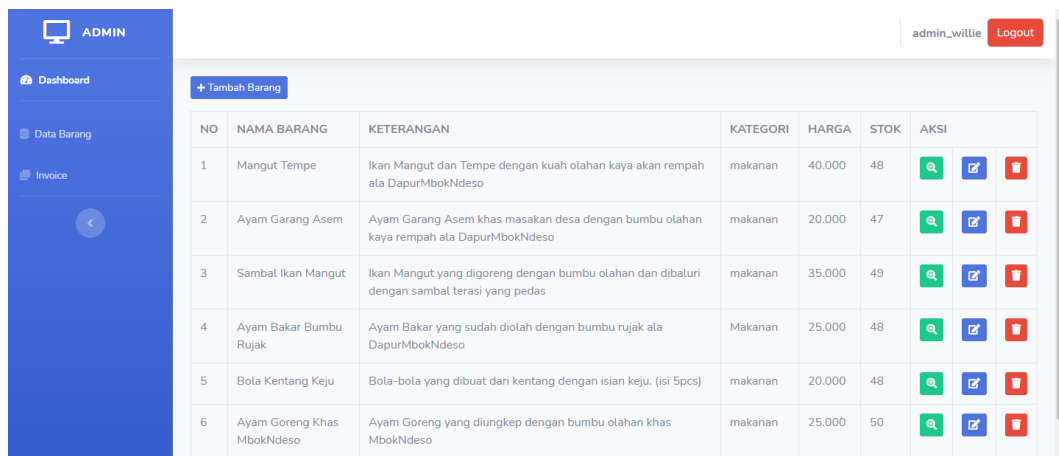 ADMIN
admin_willie Logout
Dashboard
+ Tambah Barang
Data Barang
Invoice
NO NAMA BARANG KETERANGAN KATEGORI HARGA STOK AKSI
1 Mangut Tempe Ikan Mangut dan Tempe dengan kuah olahan kaya akan rempah makanan 40.000 48
ala DapurMbokNdeso
2 Ayam Garang Asem Ayam Garang Asem khas masakan desa dengan bumbu olahan makanan 20.000 47
kaya rempah ala DapurMbokNdeso
3 Sambal Ikan Mangut Ikan Mangut yang digoreng dengan bumbu olahan dan dibaluri makanan 35.000 49
dengan sambal terasi yang pedas
4 Ayam Bakar Bumbu Ayam Bakar yang sudah diolah dengan bumbu rujak ala Makanan 25.000 48
Rujak DapurMbokNdeso
5 Bola Kentang Keju Bola-bola yang dibuat dari kentang dengan isian keju. (isi 5pcs) makanan 20.000 48
6 Ayam Goreng Khas Ayam Goreng yang diungkep dengan bumbu olahan khas makanan 25.000 50
MbokNdeso MbokNdeso